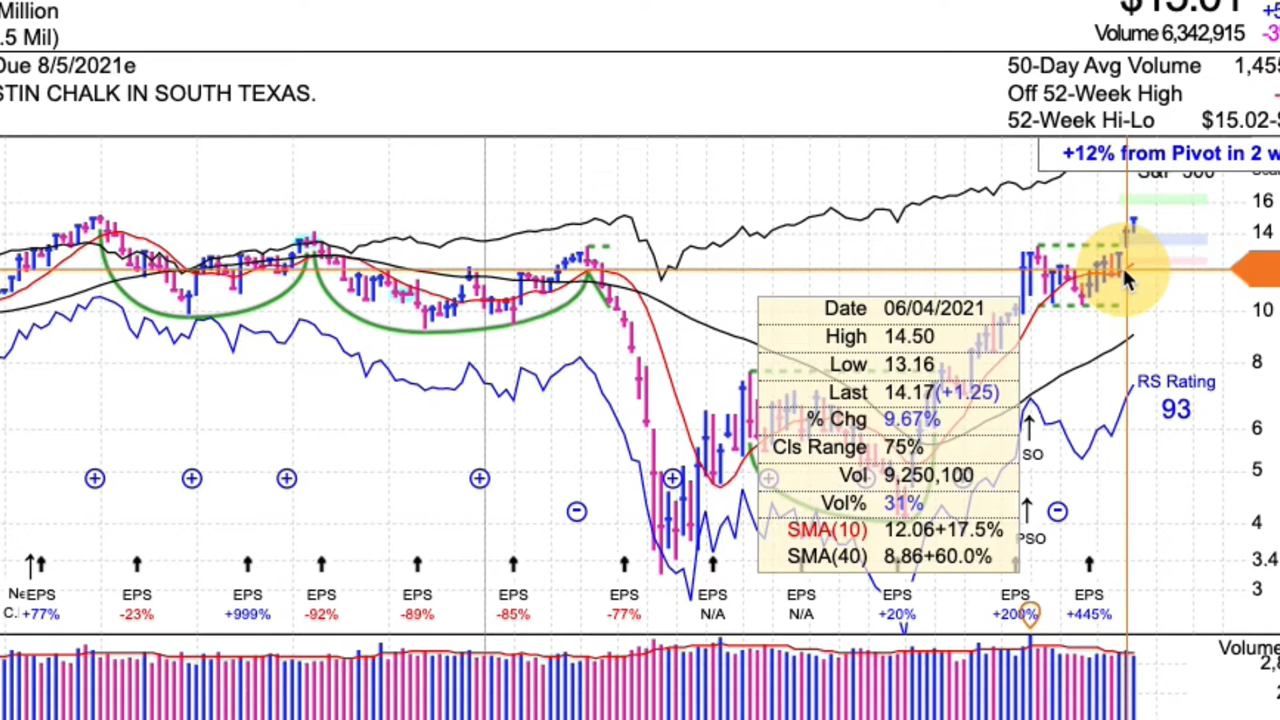 Million
$15.01
.5 Mil)
Volume 6,342,915
Due 8/5/2021e
50-Day Avg Volume
STIN CHALK IN SOUTH TEXAS.
Off 52-Week High
52-Week Hi-Lo $15.02-
+12% from Pivot in 2 w
S&P 500
16
14
10
8
6
5
4
3.4
3
Date 06/04/2021
High 14.50
Low 13.16
Last 14.17(+1.25)
% Chg 9.67%
Cls Range 75%
Vol 9,250,100
Vol% 31%
SMA(10) 12.06+17.5%
SMA(40) 8.86+60.0%
RS Rating
93
SO
PSO
EPS EPS EPS EPS EPS EPS EPS EPS EPS EPS EPS EPS
+77% -23% +999% -92% -89% -85% -77% N/A N/A +20% +200% +445%
Volume